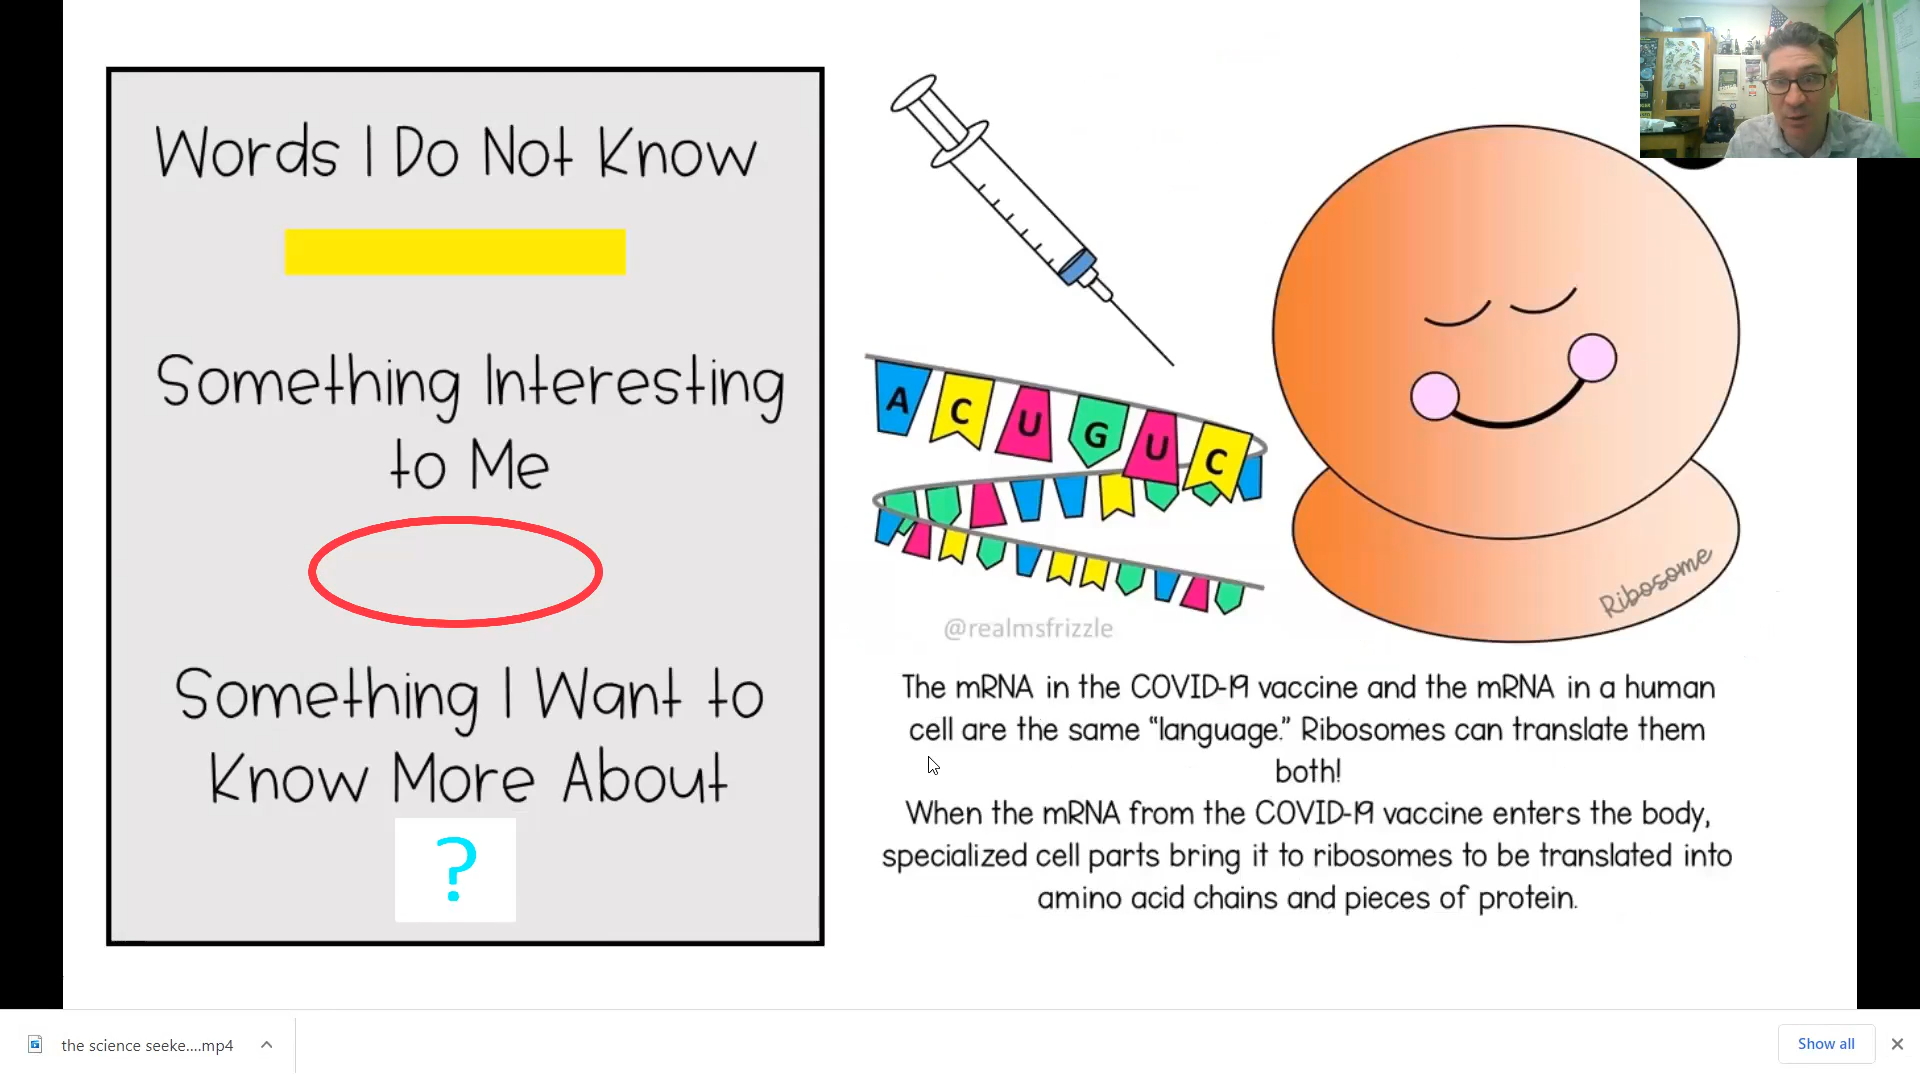 Words I Do Not Know
Something Interesting
to Me
Something I Want to
Know More About
?
A C U G U C
@realmsfrizzle
Ribosome
The mRNA in the COVID-19 vaccine and the mRNA in a human
cell are the same “language.” Ribosomes can translate them
both!
When the mRNA from the COVID-19 vaccine enters the body,
specialized cell parts bring it to ribosomes to be translated into
amino acid chains and pieces of protein.
the science seeke....mp4
Show all